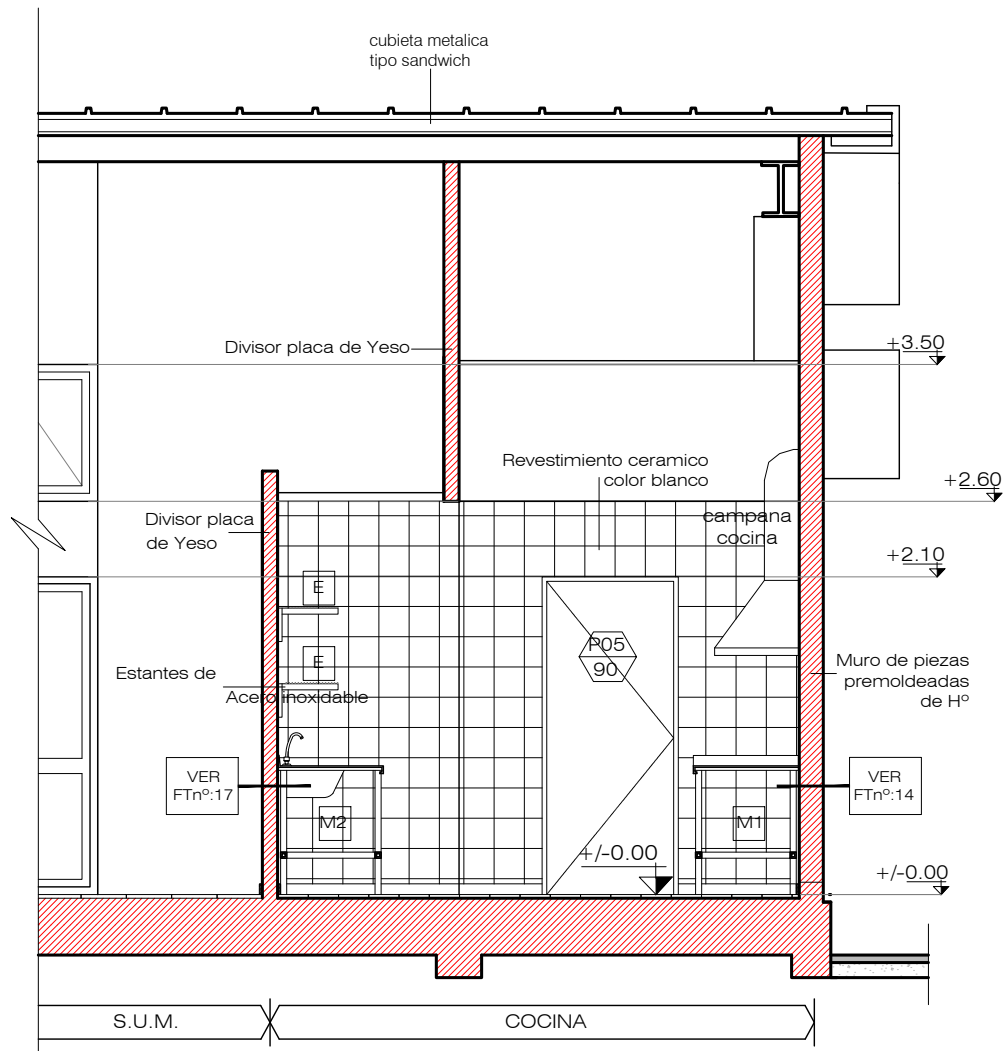 cubieta metalica
tipo sandwich
Divisor placa de Yeso
+3.50
Revestimiento ceramico
color blanco
+2.60
campana
cocina
Divisor placa
de Yeso
+2.10
E
E
P05
90
Estantes de
Acero inoxidable
Muro de piezas
premoldeadas
de Hº
VER
FTnº:17
M2
M1
VER
FTnº:14
+/-0.00
+/-0.00
S.U.M.
COCINA